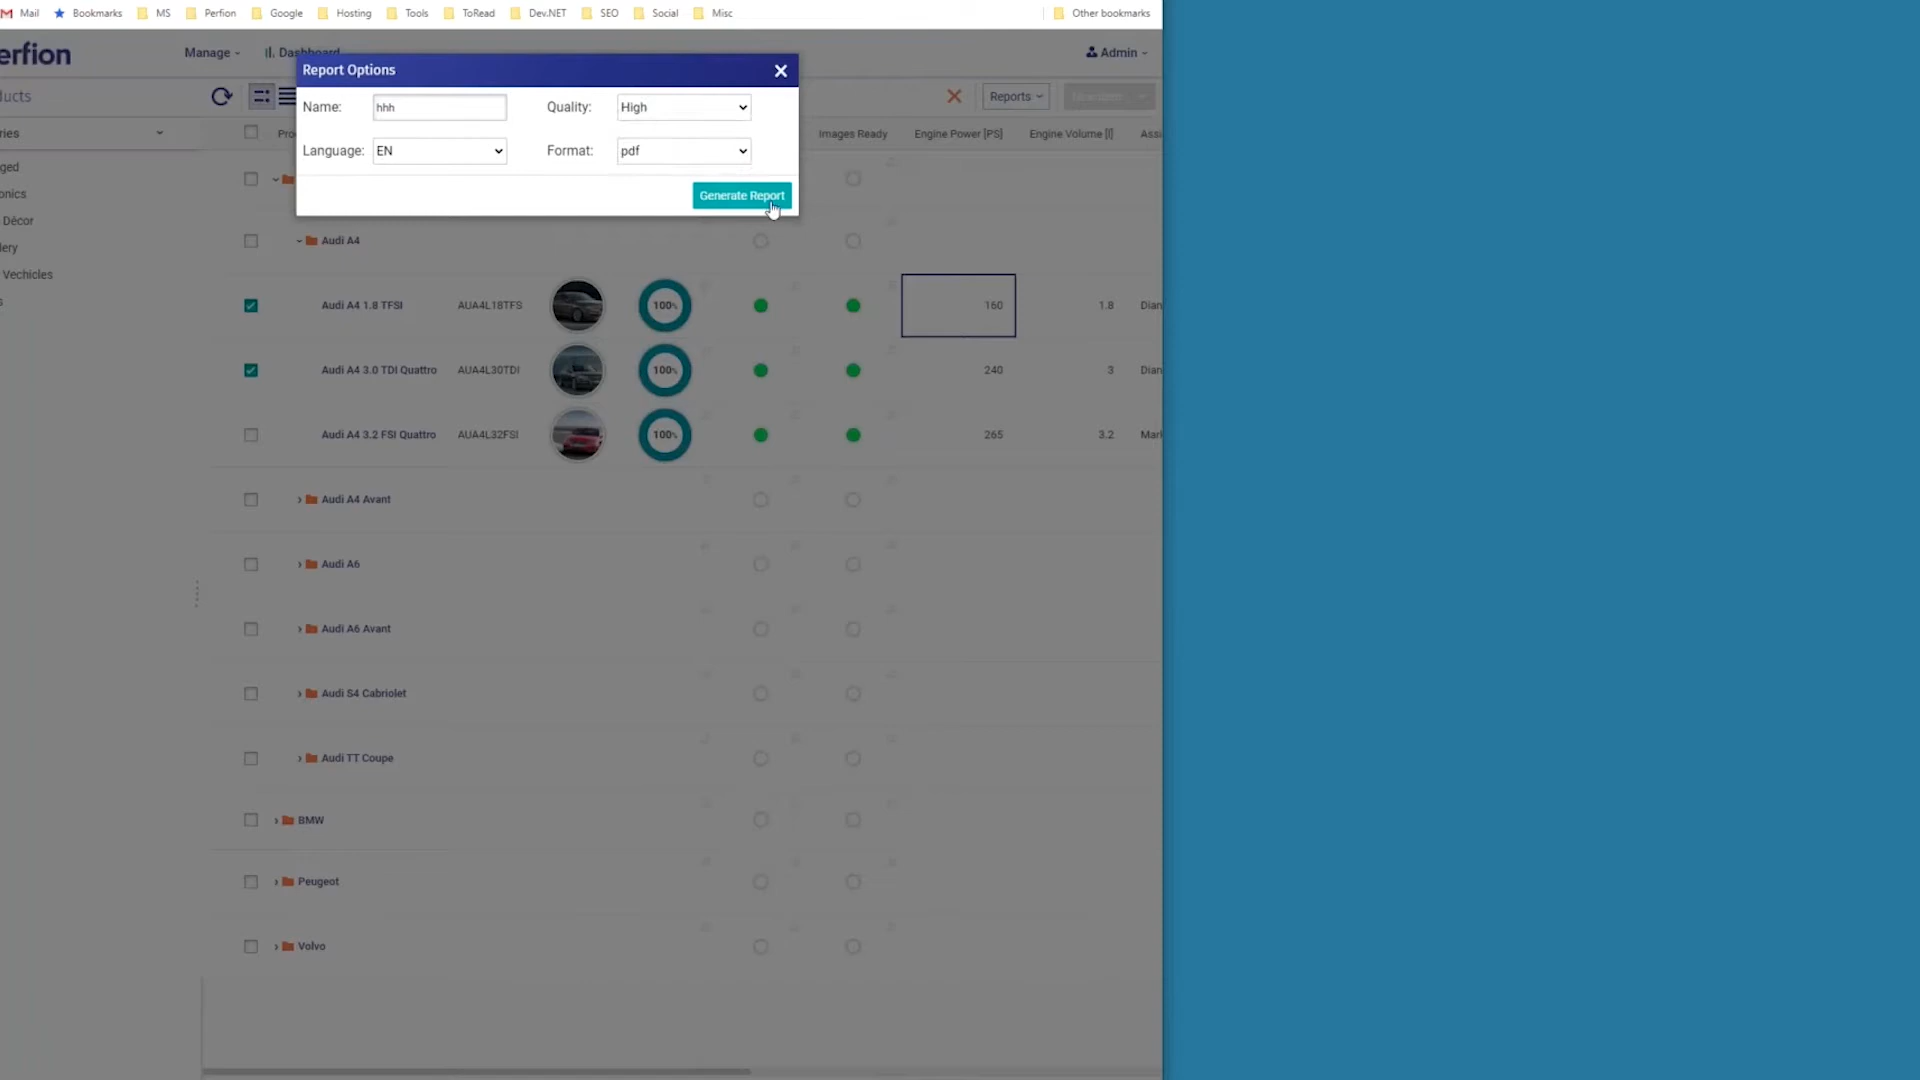 Mail Bookmarks MS Perfion Google Hosting Tools ToRead Dev.NET SEO Social Misc Other bookmarks
erfion Manage Dashboard Admin
Report Options
ducts Reports
Name: hhh Quality: High
ries Images Ready Engine Power [PS] Engine Volume [l] Assi
Language: EN Format: pdf
ged
onics
Generate Report
Décor
Audi A4
lery
Vechicles
s
Audi A4 1.8 TFSI AUA4L18TFS 100% 160 1.8 Dian
Audi A4 3.0 TDI Quattro AUA4L30TDI 100% 240 3 Dian
Audi A4 3.2 FSI Quattro AUA4L32FSI 100% 265 3.2 Mark
Audi A4 Avant
Audi A6
Audi A6 Avant
Audi S4 Cabriolet
Audi TT Coupe
BMW
Peugeot
Volvo